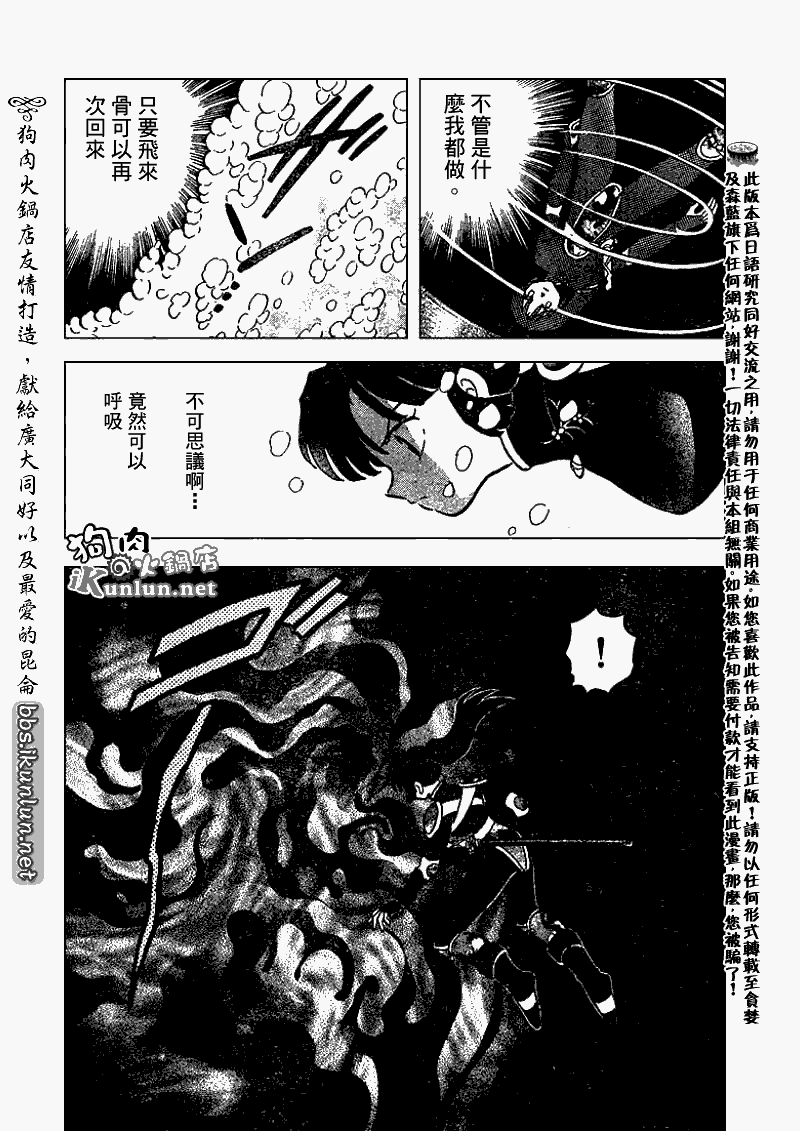 不管是什
麼我都做。
只要飛來
骨可以再
次回來
不可思議啊…
竟然可以
呼吸
！
狗肉火鍋店
iKunlun.net
此版本爲日語研究同好交流之用，請勿用于任何商業用途。如您喜歡此作品，請支持正版！請勿以任何形式轉載至貪婪
及森藍旗下任何網站，謝謝！一切法律責任與本組無關。如果您被告知需要付款才能看到此漫畫，那麼，您被騙了！
狗肉火鍋店友情打造，獻給廣大同好以及最愛的昆侖
bbs.ikunlun.net